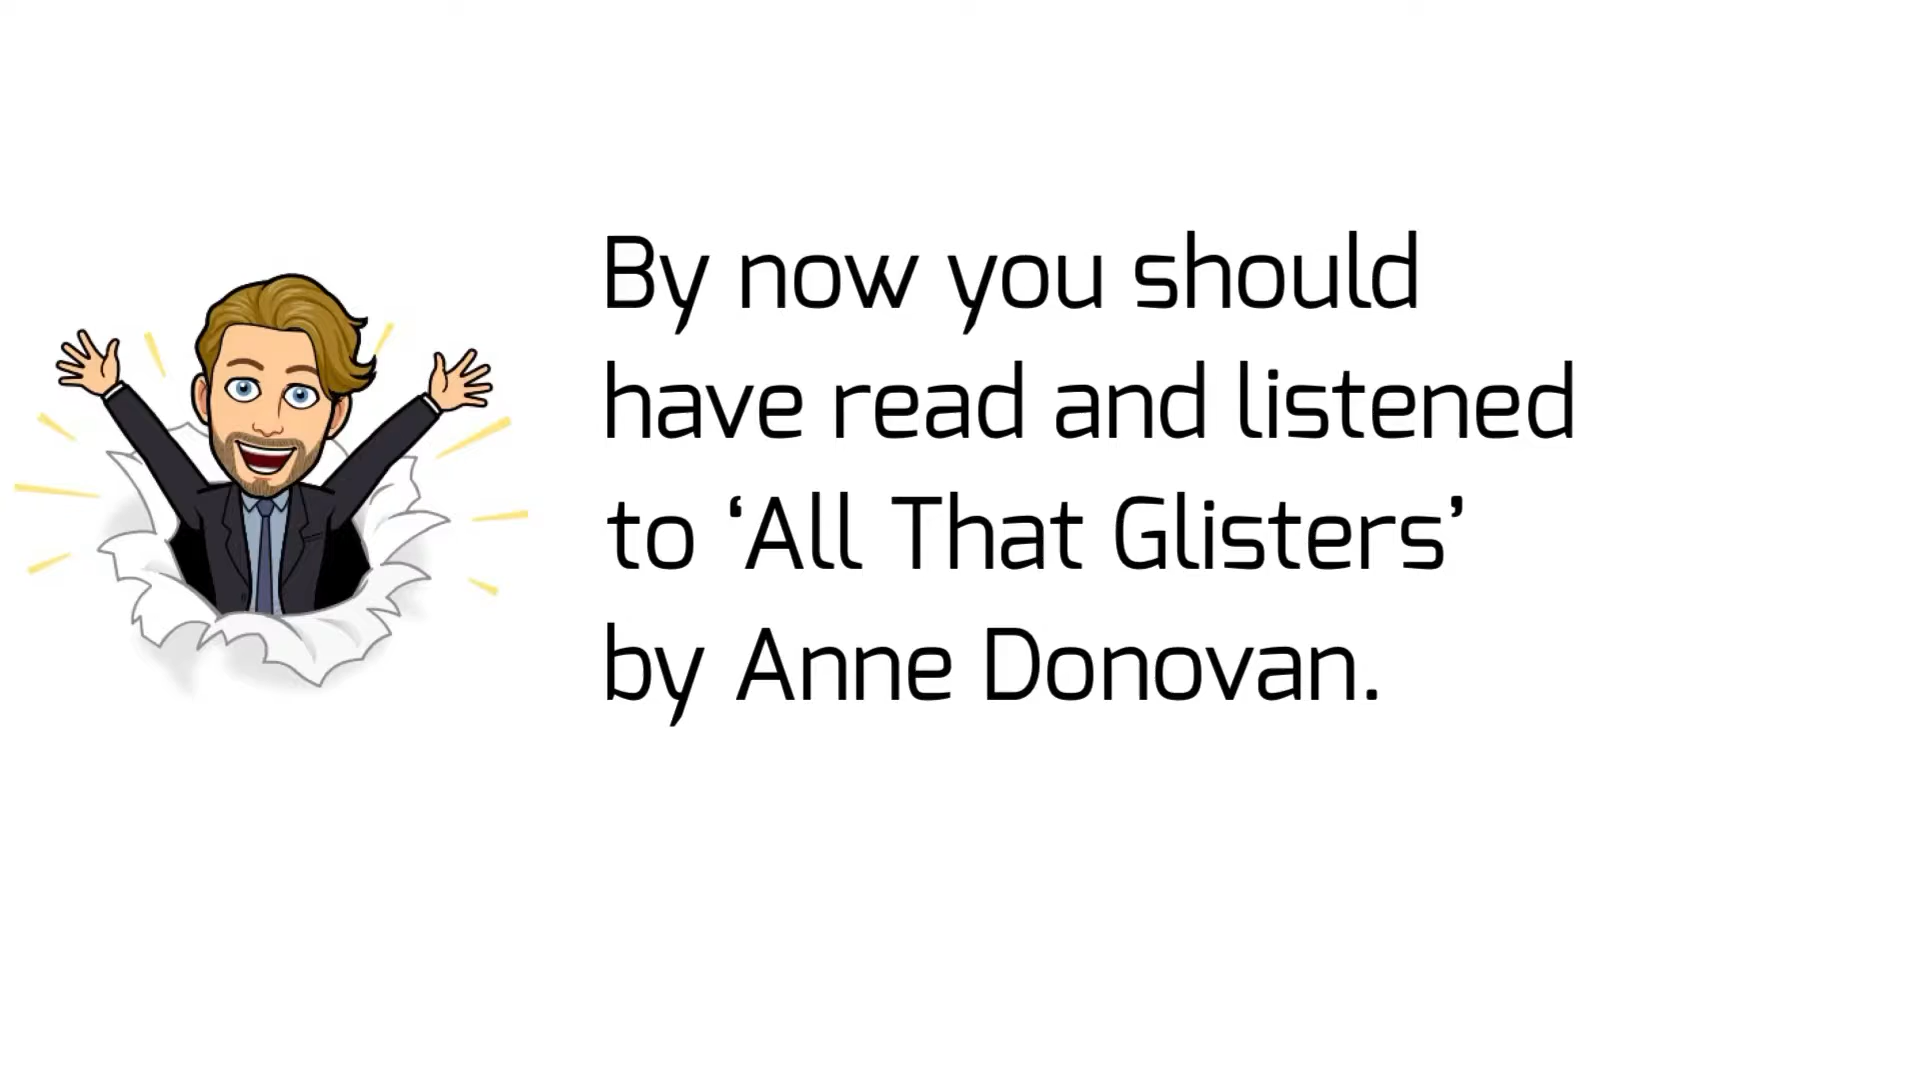 By now you should
have read and listened
to ‘All That Glisters’
by Anne Donovan.